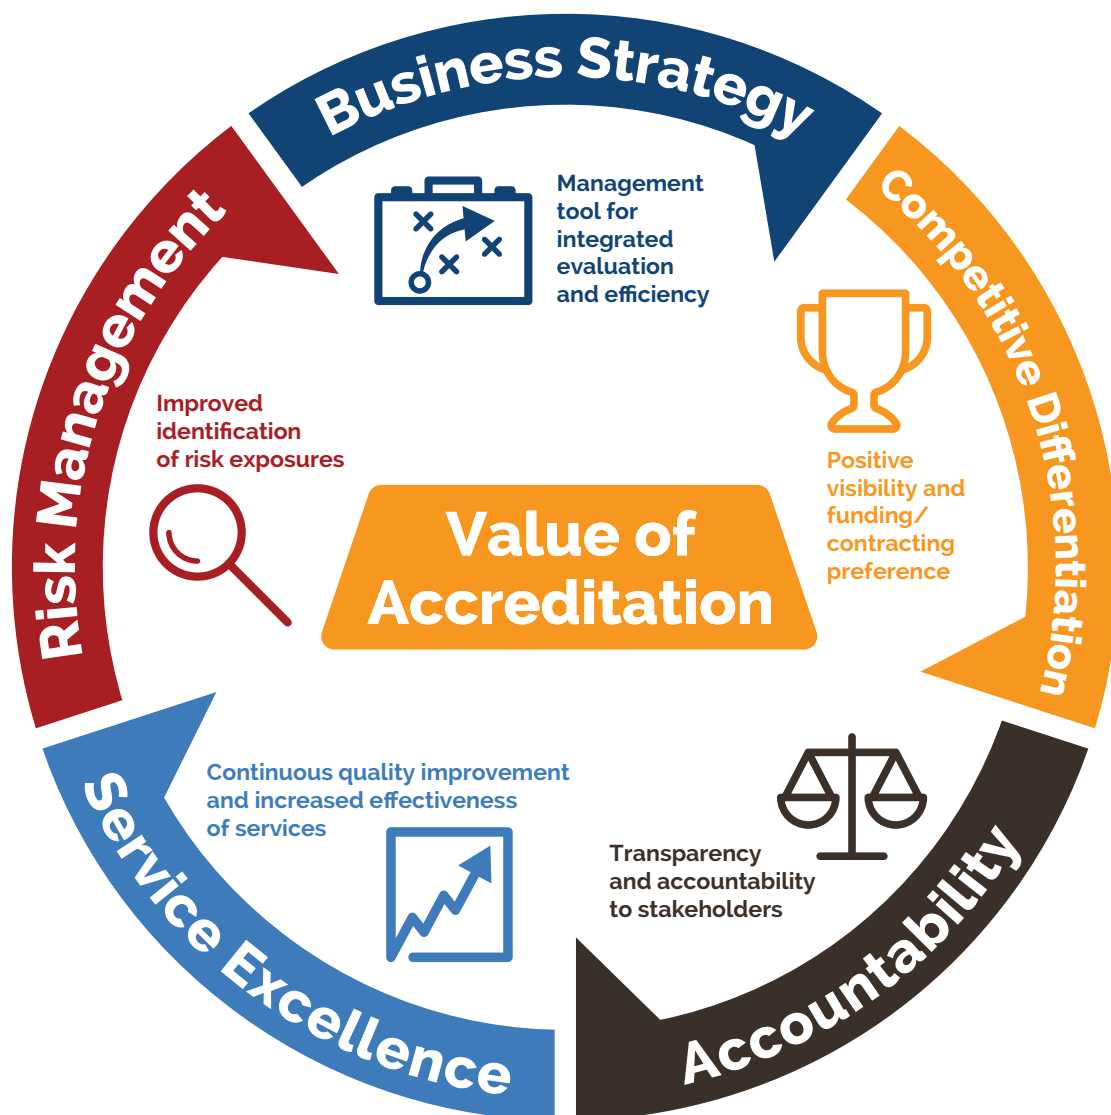 Business Strategy
Management
tool for
integrated
evaluation
and efficiency
Competitive Differentiation
Positive
visibility and
funding/
contracting
preference
Accountability
Transparency
and accountability
to stakeholders
Service Excellence
Continuous quality improvement
and increased effectiveness
of services
Risk Management
Improved
identification
of risk exposures
Value of
Accreditation